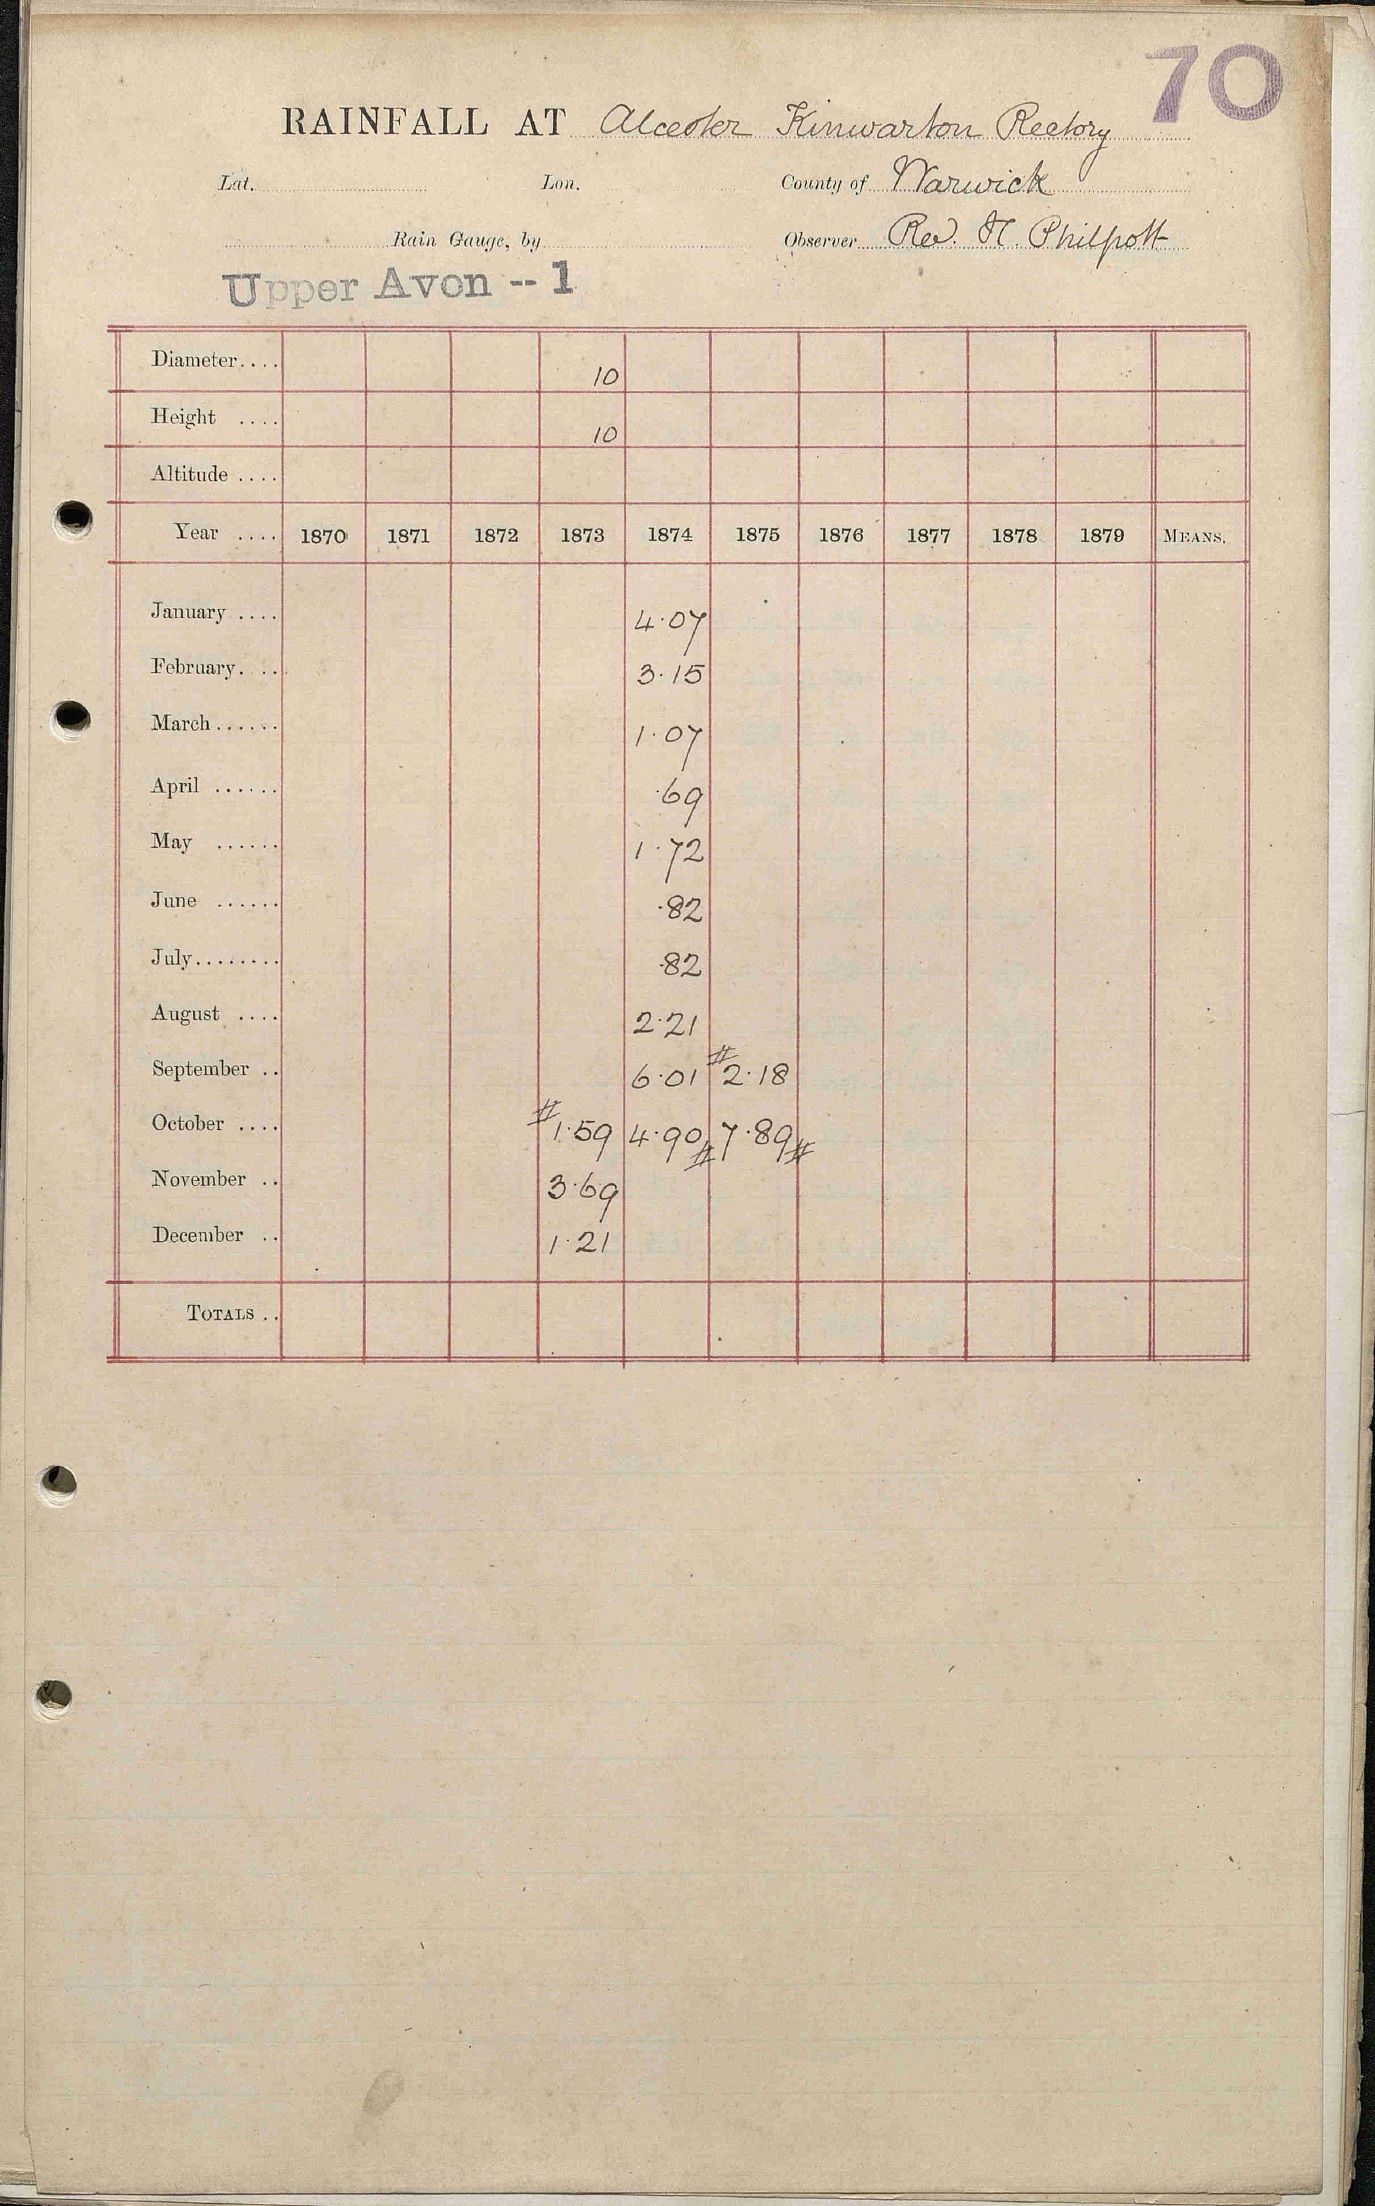 70
RAINFALL AT Alcester Kinwarton Rectory
Lat. Lon. County of Warwick
Rain Gauge, by Observer Rev. H. Philpott
Upper Avon -- 1
Diameter.... 10
Height .... 10
Altitude ....
Year .... 1870 1871 1872 1873 1874 1875 1876 1877 1878 1879 MEANS.
January .... 4.07
February. ... 3.15
March...... 1.07
April ...... .69
May ...... 1.72
June ...... .82
July........ .82
August .... 2.21
September .. 6.01 #2.18
October .... #1.59 4.90# 7.89#
November .. 3.69
December .. 1.21
TOTALS ..